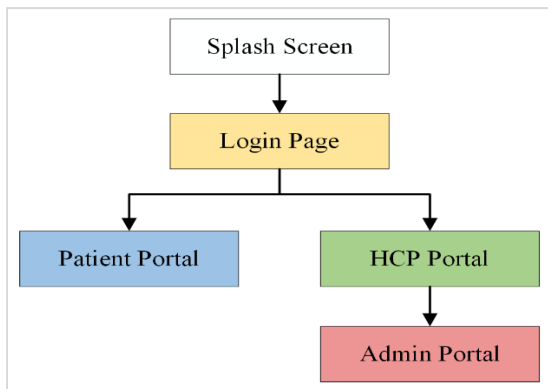 Splash Screen
Login Page
Patient Portal
HCP Portal
Admin Portal